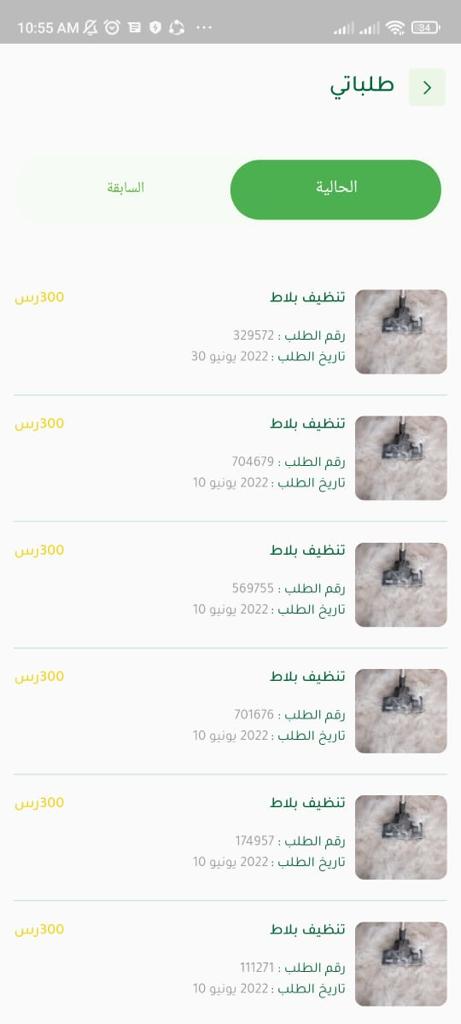 10:55 AM
34
طلباتي
الحالية
السابقة
تنظيف بلاط
300رس
رقم الطلب : 329572
تاريخ الطلب : 2022 يونيو 30
تنظيف بلاط
300رس
رقم الطلب : 704679
تاريخ الطلب : 2022 يونيو 10
تنظيف بلاط
300رس
رقم الطلب : 569755
تاريخ الطلب : 2022 يونيو 10
تنظيف بلاط
300رس
رقم الطلب : 701676
تاريخ الطلب : 2022 يونيو 10
تنظيف بلاط
300رس
رقم الطلب : 174957
تاريخ الطلب : 2022 يونيو 10
تنظيف بلاط
300رس
رقم الطلب : 111271
تاريخ الطلب : 2022 يونيو 10